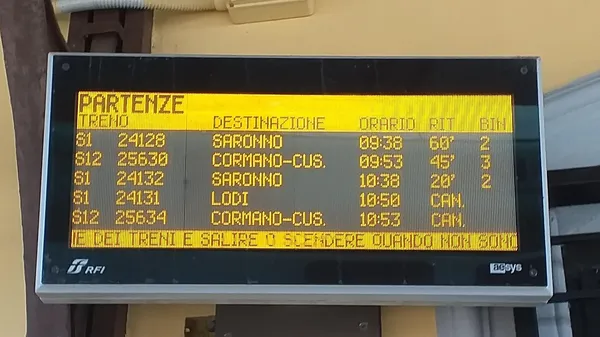 PARTENZE
TRENO DESTINAZIONE ORARIO RIT BIN
S1 24128 SARONNO 09:38 60' 2
S12 25630 CORMANO-CUS. 09:53 45' 3
S1 24132 SARONNO 10:38 20' 2
S1 24131 LODI 10:50 CAN.
S12 25634 CORMANO-CUS. 10:53 CAN.
E DEI TRENI E SALIRE O SCENDERE QUANDO NON SONO
RFI aesys